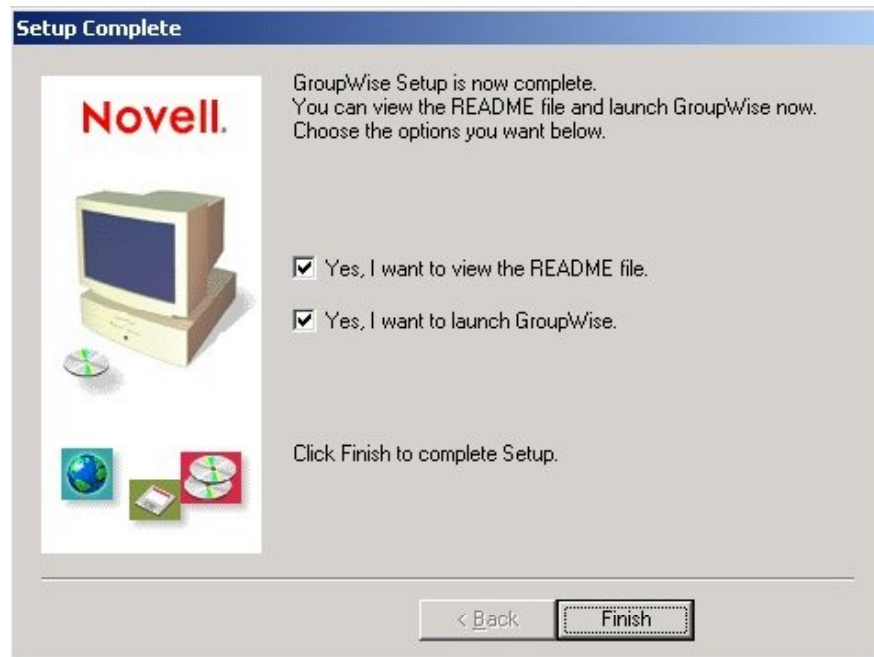 Setup Complete
Novell.
GroupWise Setup is now complete.
You can view the README file and launch GroupWise now.
Choose the options you want below.
Yes, I want to view the README file.
Yes, I want to launch GroupWise.
Click Finish to complete Setup.
< Back
Finish